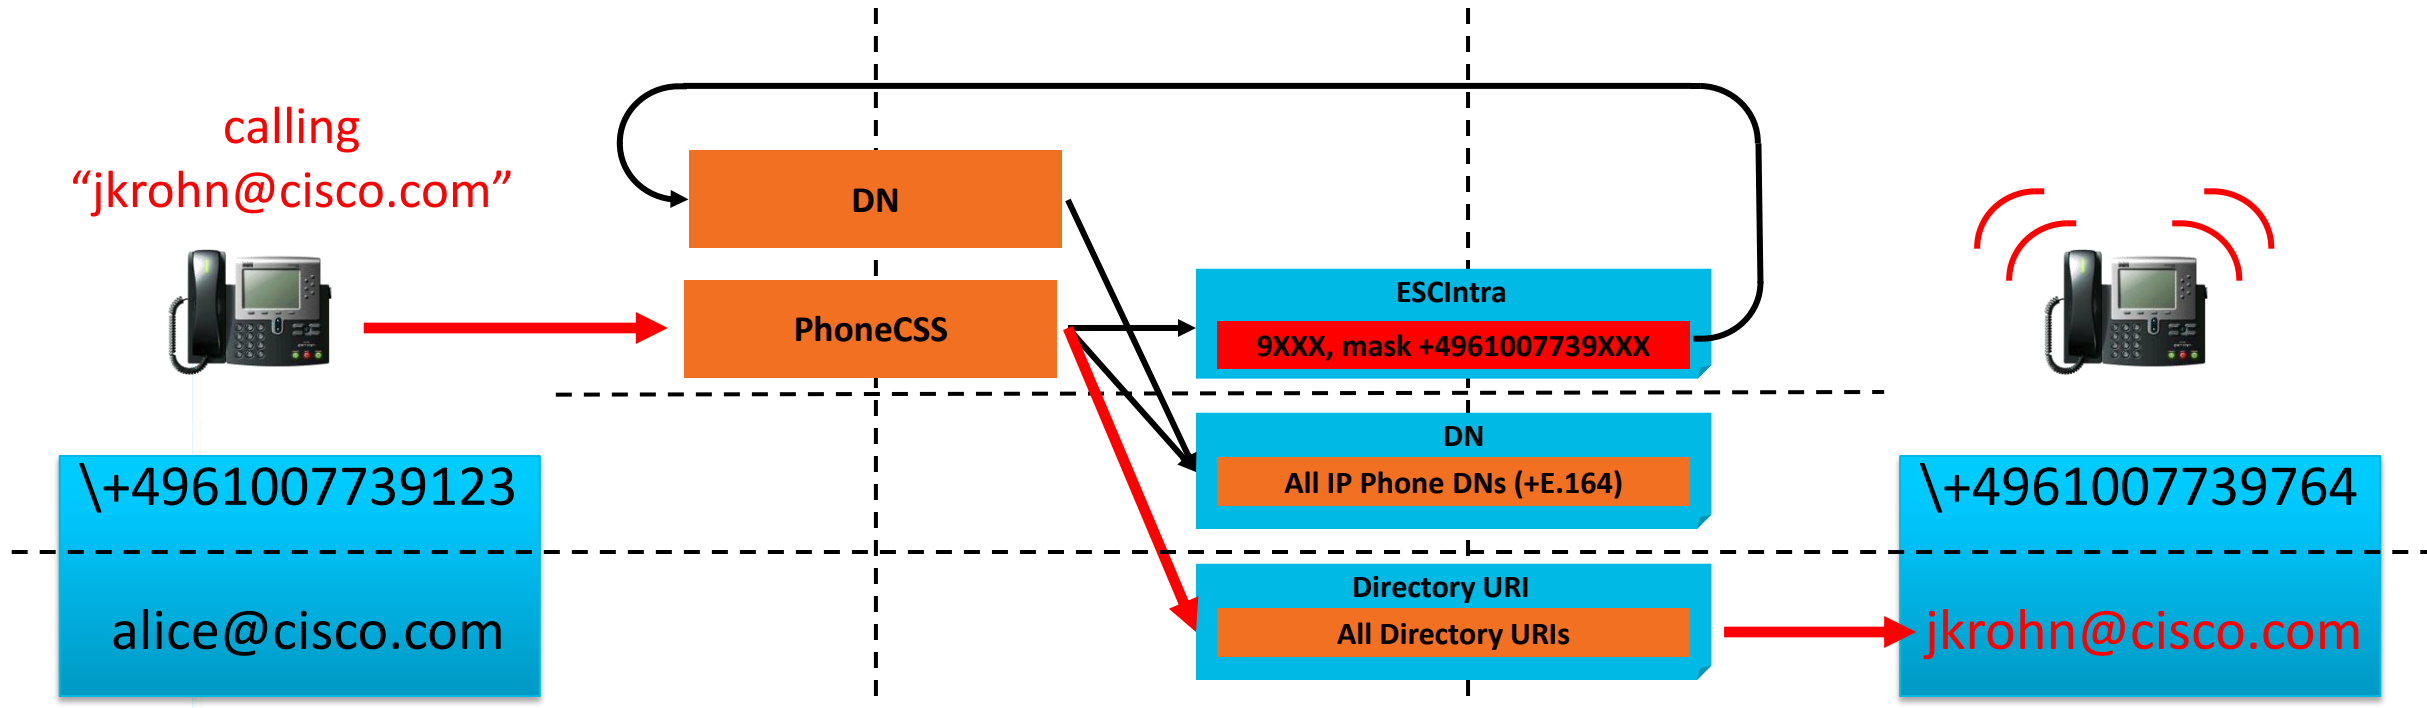 calling
“jkrohn@cisco.com”
DN
PhoneCSS
ESCIntra
9XXX, mask +4961007739XXX
DN
All IP Phone DNs (+E.164)
Directory URI
All Directory URIs
\+4961007739123
alice@cisco.com
\+4961007739764
jkrohn@cisco.com